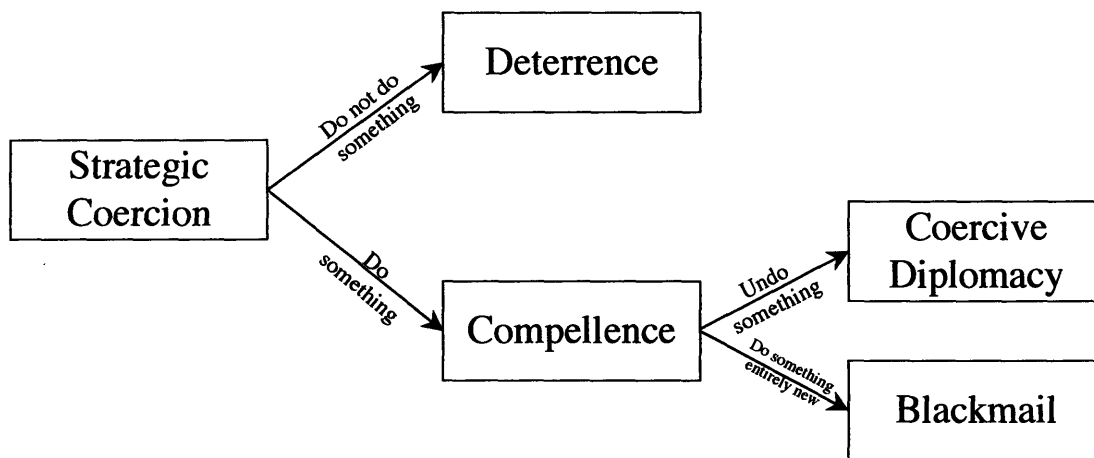 Deterrence
Do not do
something
Strategic
Coercion
Do
something
Compellence
Undo
something
Coercive
Diplomacy
Do something
entirely new
Blackmail